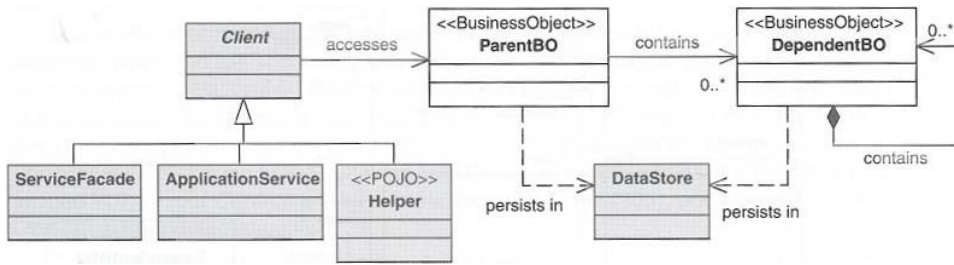 Client
accesses
<<BusinessObject>>
ParentBO
contains
0..*
<<BusinessObject>>
DependentBO
0..*
contains
ServiceFacade
ApplicationService
<<POJO>>
Helper
persists in
DataStore
persists in